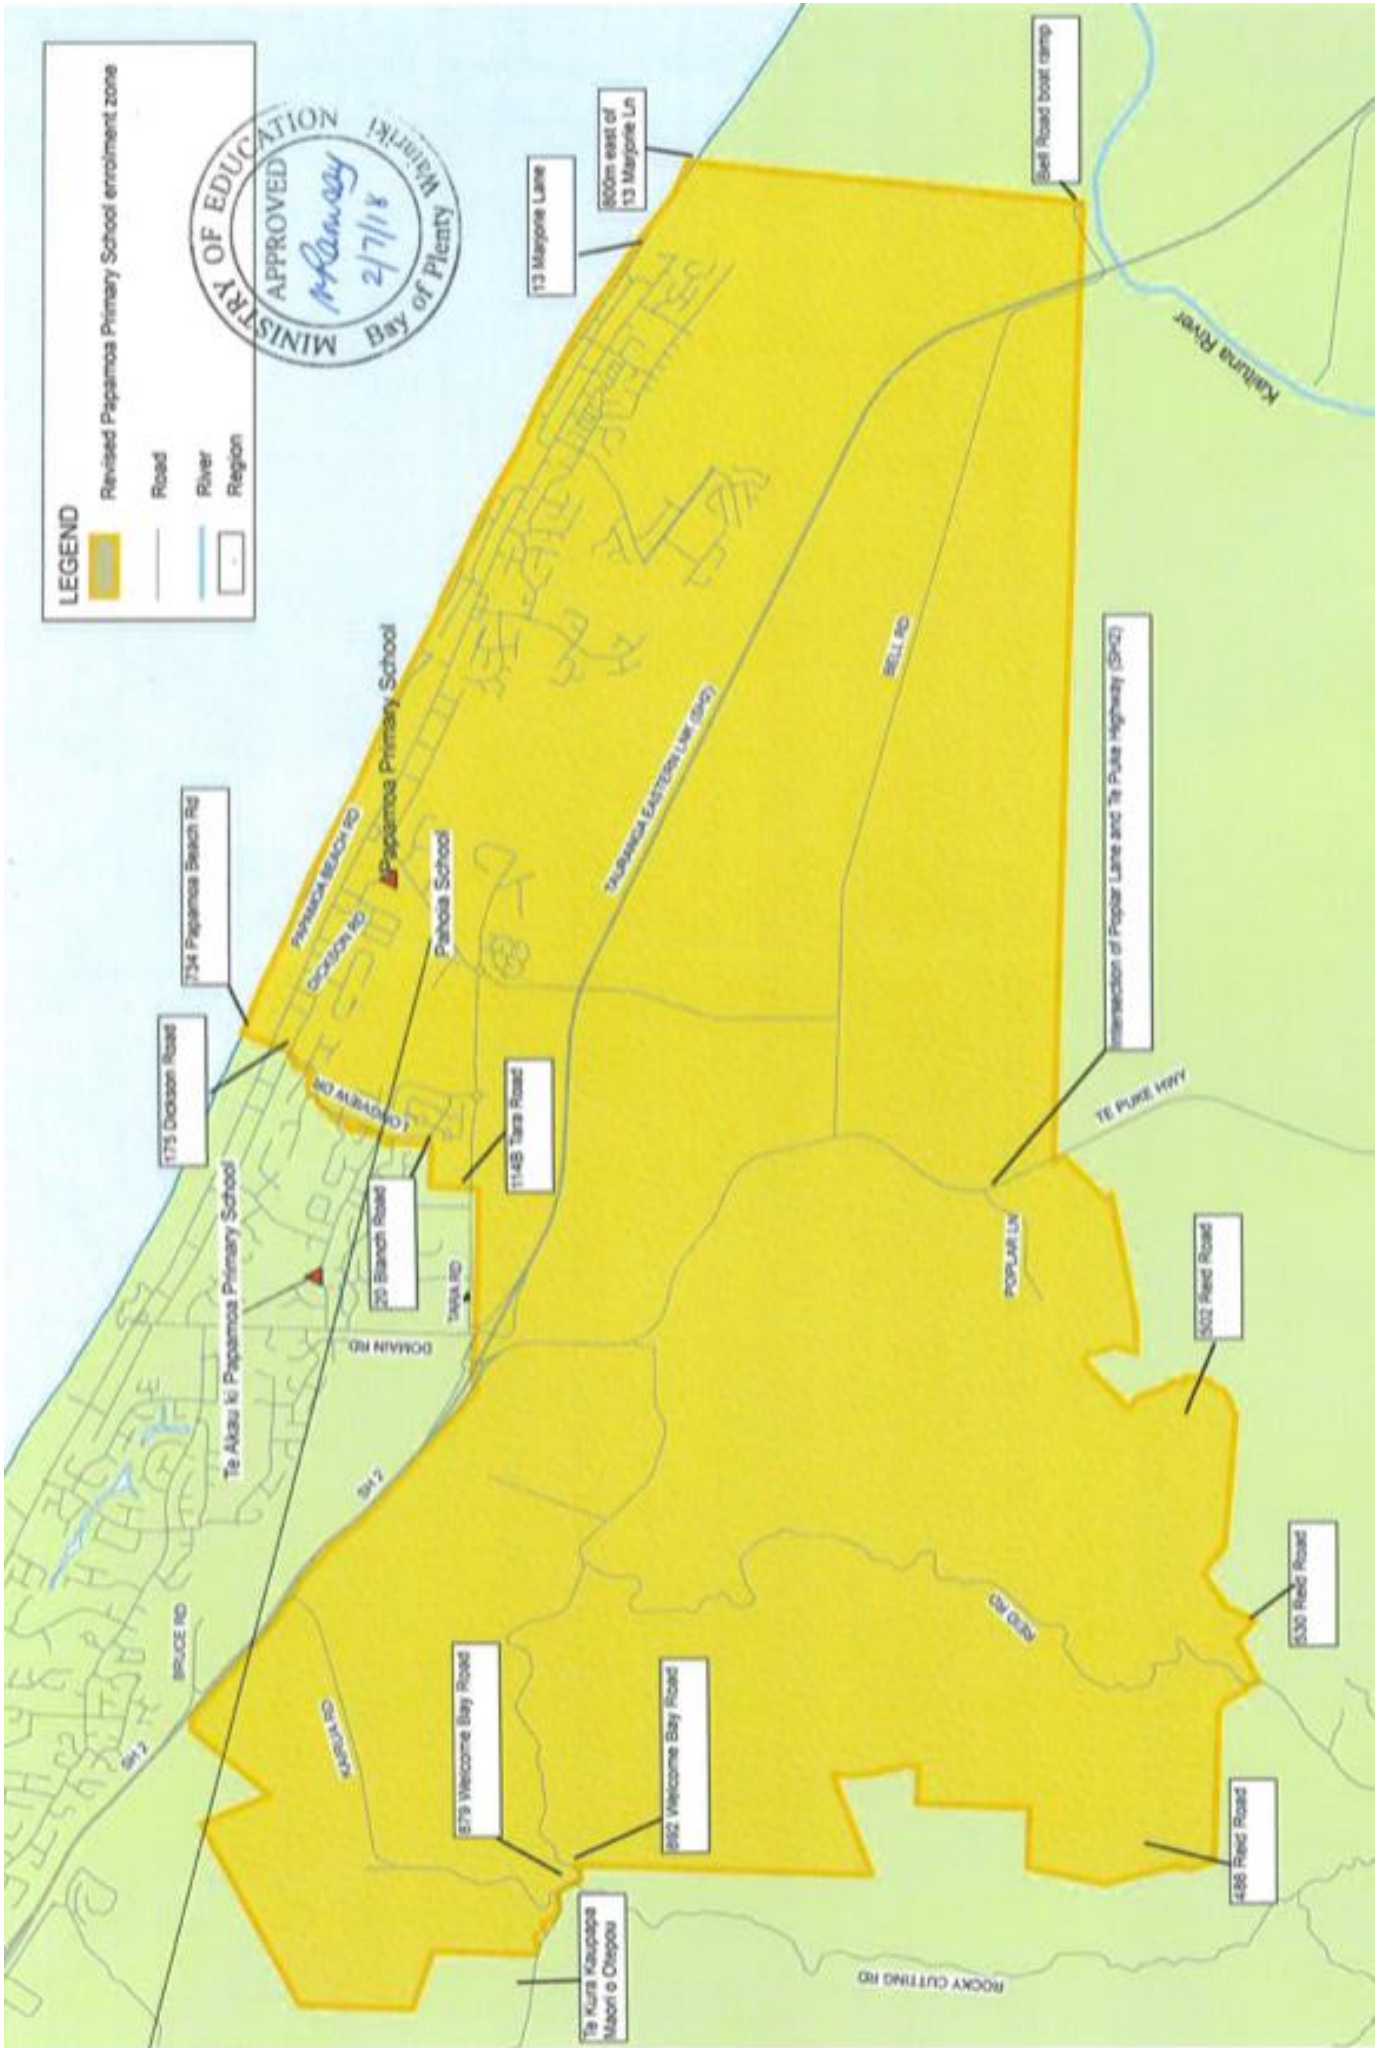 LEGEND
Revised Papamoa Primary School enrolment zone
Road
River
Region
MINISTRY OF EDUCATION
APPROVED
2/7/18
Bay of Plenty Waiariki
734 Papamoa Beach Rd
1175 Dickson Road
Te Akau ki Papamoa Primary School
PAPAMOA BEACH RD
DICKSON RD
Papamoa Primary School
Pahoia School
13 Marjorie Lane
800m east of
13 Marjorie Ln
Bell Road boat ramp
Kaituna River
LONGVIEW DR
20 Blanch Road
114B Tara Road
TARA RD
DOMAIN RD
TAURANGA EASTERN LINK (SH2)
BELL RD
Intersection of Poplar Lane and Te Puke Highway (SH2)
TE PUKE HWY
POPLAR LN
SH 2
BRUCE RD
SH 2
KAIRUA RD
879 Welcome Bay Road
892 Welcome Bay Road
Te Kura Kaupapa
Maori o Otepou
REID RD
502 Reid Road
530 Reid Road
486 Reid Road
ROCKY CUTTING RD